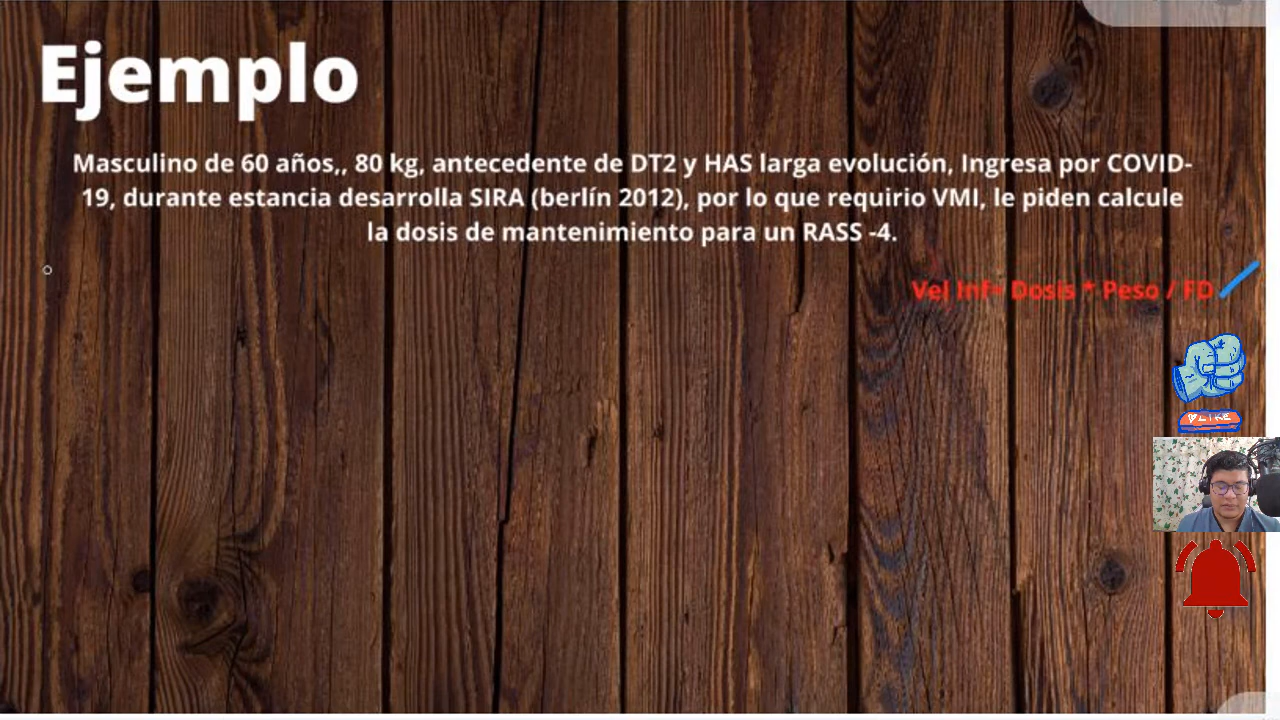 Ejemplo
Masculino de 60 años,, 80 kg, antecedente de DT2 y HAS larga evolución, Ingresa por COVID-
19, durante estancia desarrolla SIRA (berlín 2012), por lo que requirio VMI, le piden calcule
la dosis de mantenimiento para un RASS -4.
Vel Inf= Dosis * Peso / FD
LIKE